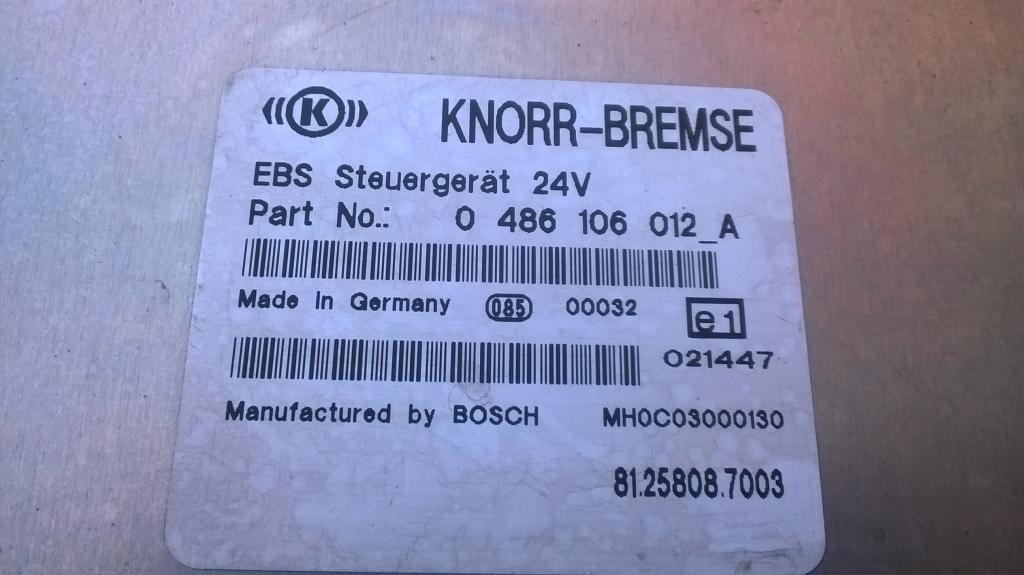 ((K)) KNORR-BREMSE
EBS Steuergerät 24V
Part No.: 0 486 106 012_A
Made in Germany 085 00032 e1
021447
Manufactured by BOSCH MH0C03000130
81.25808.7003